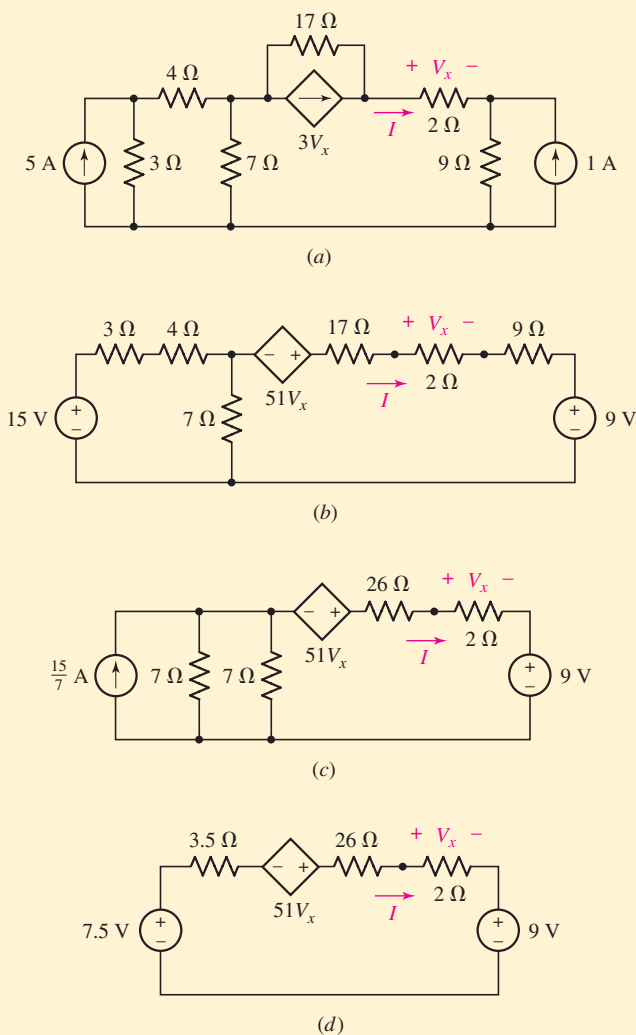 17 Ω
+ Vₓ −
4 Ω
I
2 Ω
3Vₓ
5 A
3 Ω
7 Ω
9 Ω
1 A
(a)
3 Ω
4 Ω
17 Ω
+ Vₓ −
9 Ω
− +
51Vₓ
2 Ω
I
15 V
+
−
7 Ω
+
−
9 V
(b)
26 Ω
+ Vₓ −
− +
51Vₓ
I
2 Ω
15/7 A
7 Ω
7 Ω
+
−
9 V
(c)
3.5 Ω
26 Ω
+ Vₓ −
− +
51Vₓ
I
2 Ω
7.5 V
+
−
+
−
9 V
(d)